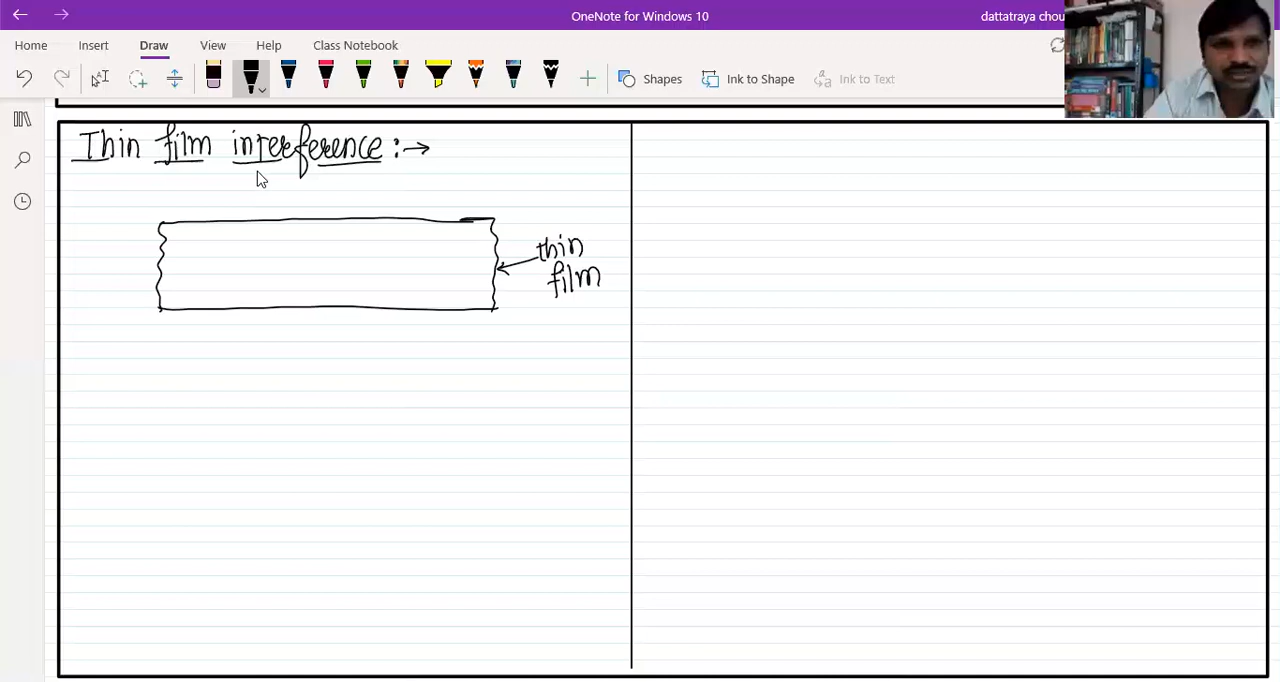 OneNote for Windows 10
dattatraya chou
Home Insert Draw View Help Class Notebook
Shapes Ink to Shape Ink to Text
Thin film interference :→
thin
film